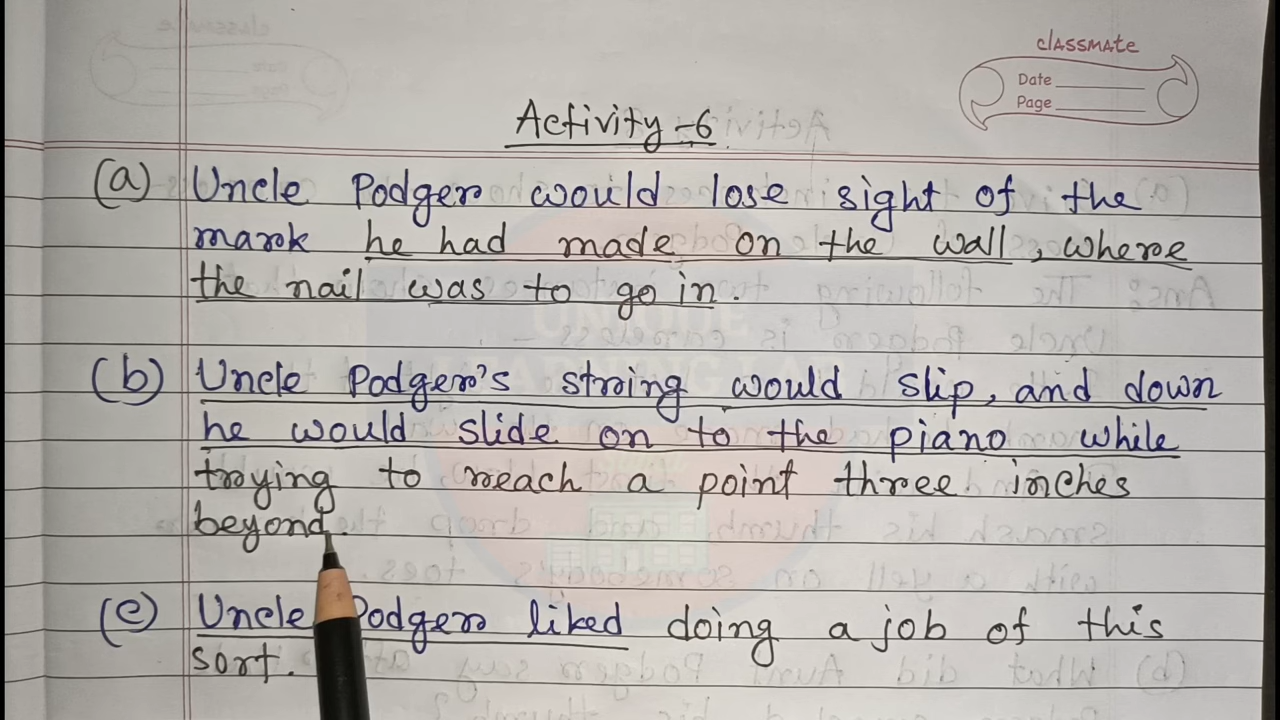 classmate
Date
Page
Activity-6
(a) Uncle Podger would lose sight of the
mark he had made on the wall, where
the nail was to go in.
(b) Uncle Podger's string would slip, and down
he would slide on to the piano while
trying to reach a point three inches
beyond.
(c) Uncle Podger liked doing a job of this
sort.